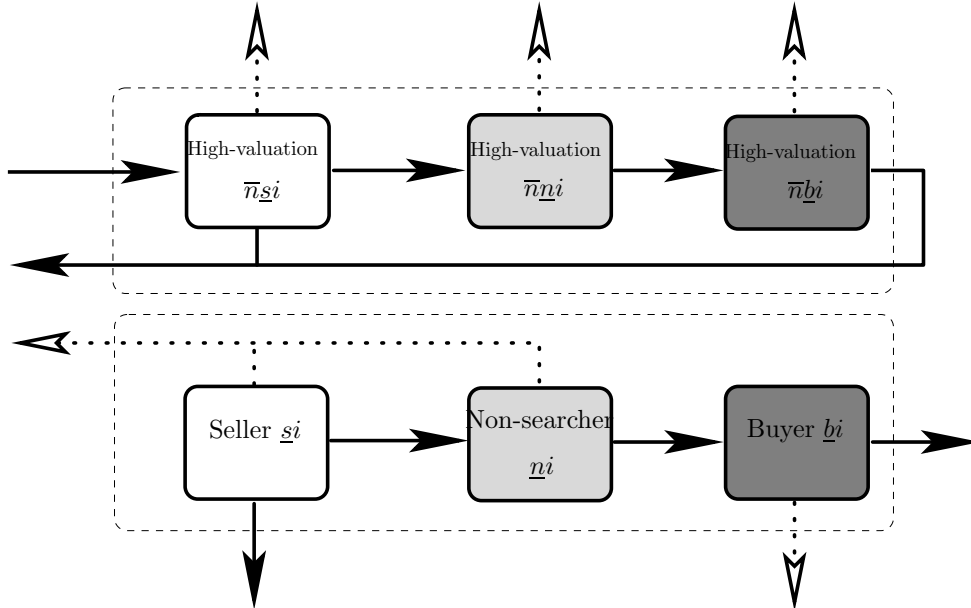 High-valuation
n̅s̲i
High-valuation
n̅n̲i
High-valuation
n̅b̲i
Seller s̲i
Non-searcher
n̲i
Buyer b̲i